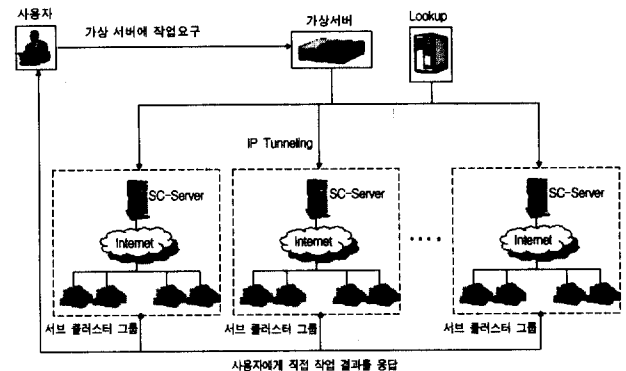 사용자
가상서버
Lookup
가상 서버에 작업요구
IP Tunneling
SC-Server
SC-Server
SC-Server
Internet
Internet
....
Internet
서브 클러스터 그룹
서브 클러스터 그룹
서브 클러스터 그룹
사용자에게 직접 작업 결과를 응답